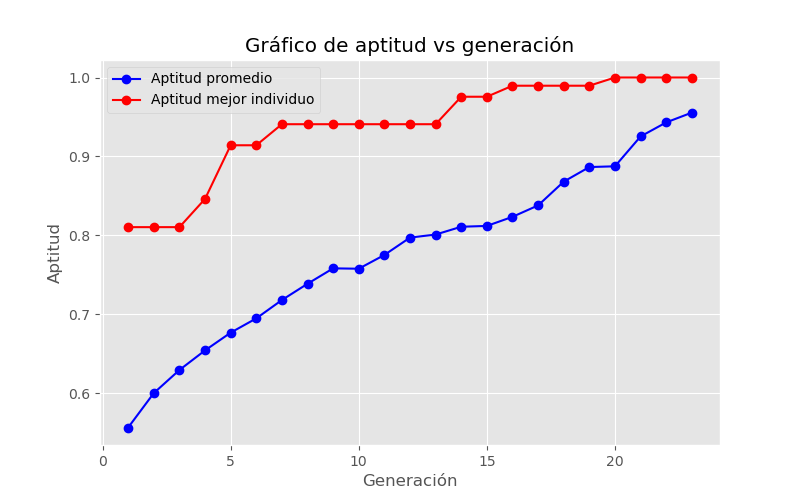 Gráfico de aptitud vs generación
Aptitud promedio
Aptitud mejor individuo
1.0
0.9
0.8
0.7
0.6
Aptitud
0
5
10
15
20
Generación